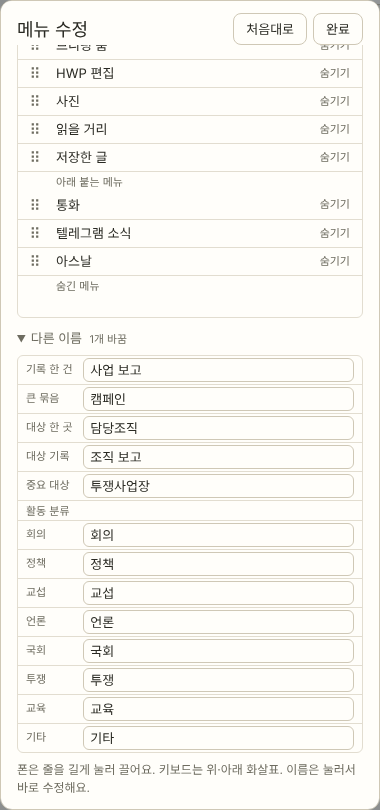 메뉴 수정
처음대로
완료
HWP 편집
숨기기
사진
숨기기
읽을 거리
숨기기
저장한 글
숨기기
아래 붙는 메뉴
통화
숨기기
텔레그램 소식
숨기기
아스날
숨기기
숨긴 메뉴
▼ 다른 이름 1개 바꿈
기록 한 건
사업 보고
큰 묶음
캠페인
대상 한 곳
담당조직
대상 기록
조직 보고
중요 대상
투쟁사업장
활동 분류
회의
회의
정책
정책
교섭
교섭
언론
언론
국회
국회
투쟁
투쟁
교육
교육
기타
기타
폰은 줄을 길게 눌러 끌어요. 키보드는 위·아래 화살표. 이름은 눌러서
바로 수정해요.